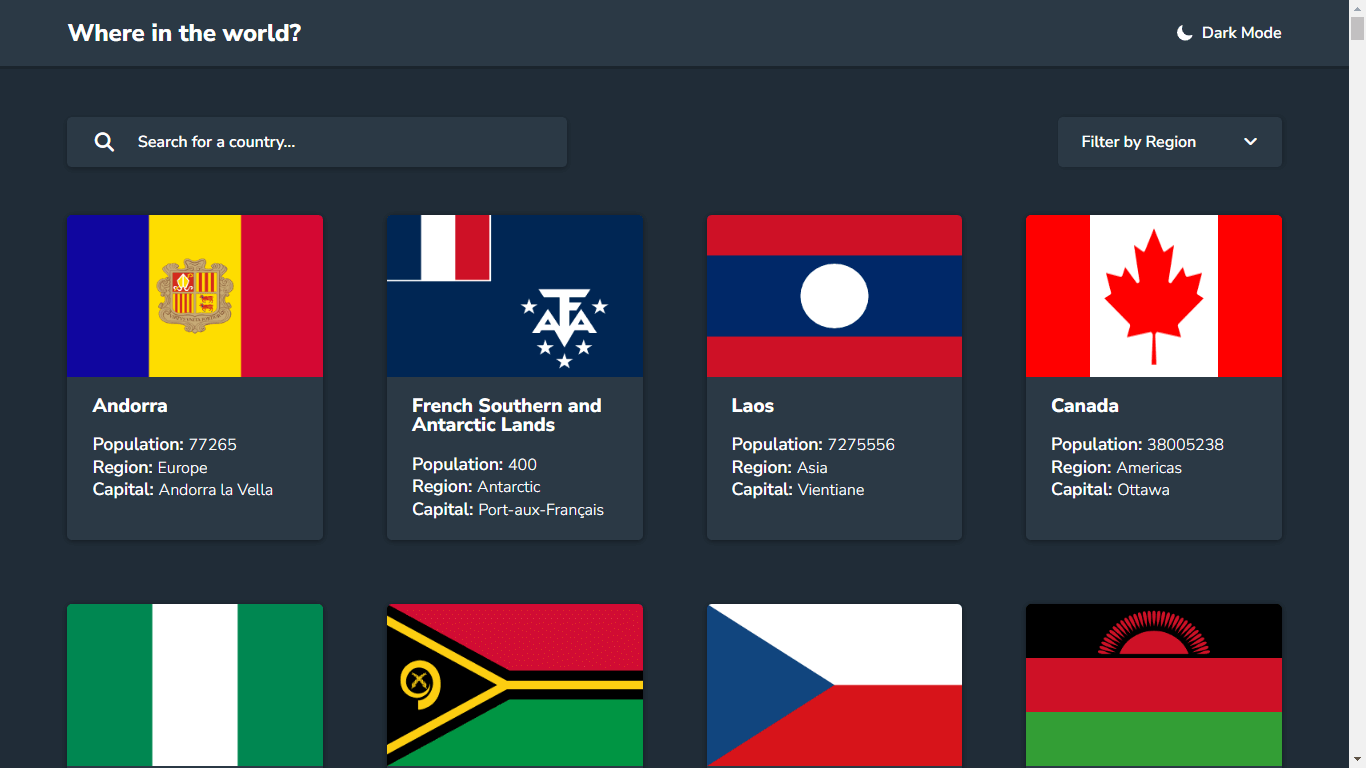 Where in the world?
Dark Mode
Search for a country...
Filter by Region
Andorra
Population: 77265
Region: Europe
Capital: Andorra la Vella
French Southern and
Antarctic Lands
Population: 400
Region: Antarctic
Capital: Port-aux-Français
Laos
Population: 7275556
Region: Asia
Capital: Vientiane
Canada
Population: 38005238
Region: Americas
Capital: Ottawa